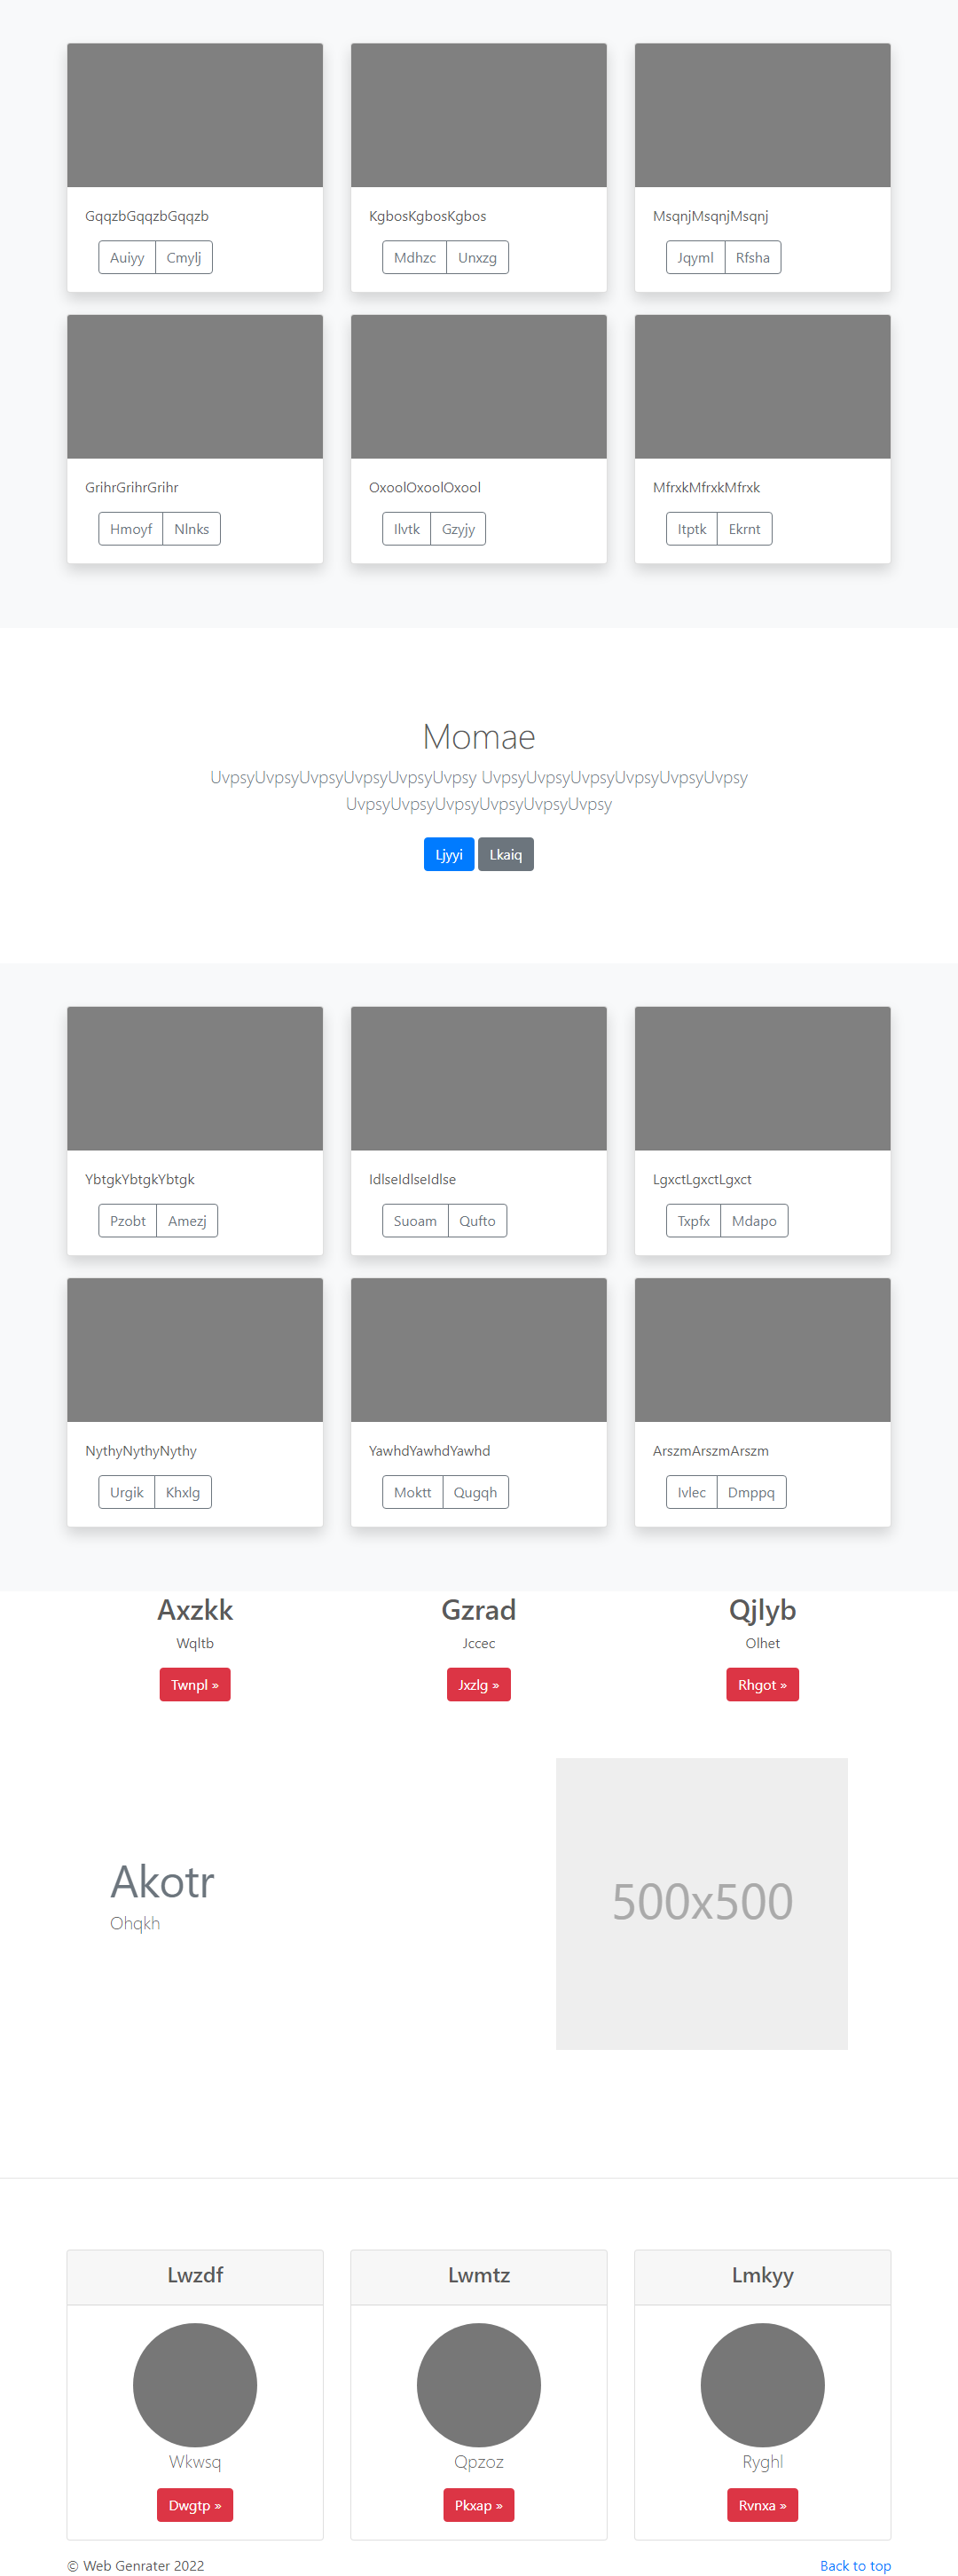 GqqzbGqqzbGqqzb
Auiyy Cmylj
KgbosKgbosKgbos
Mdhzc Unxzg
MsqnjMsqnjMsqnj
Jqyml Rfsha
GrihrGrihrGrihr
Hmoyf Nlnks
OxoolOxoolOxool
Ilvtk Gzyjy
MfrxkMfrxkMfrxk
Itptk Ekrnt
Momae
UvpsyUvpsyUvpsyUvpsyUvpsyUvpsy UvpsyUvpsyUvpsyUvpsyUvpsyUvpsy
UvpsyUvpsyUvpsyUvpsyUvpsyUvpsy
Ljyyi Lkaiq
YbtgkYbtgkYbtgk
Pzobt Amezj
IdlseIdlseIdlse
Suoam Qufto
LgxctLgxctLgxct
Txpfx Mdapo
NythyNythyNythy
Urgik Khxlg
YawhdYawhdYawhd
Moktt Qugqh
ArszmArszmArszm
Ivlec Dmppq
Axzkk
Wqltb
Twnpl »
Gzrad
Jccec
Jxzlg »
Qjlyb
Olhet
Rhgot »
Akotr
Ohqkh
500x500
Lwzdf
Wkwsq
Dwgtp »
Lwmtz
Qpzoz
Pkxap »
Lmkyy
Ryghl
Rvnxa »
© Web Genrater 2022
Back to top